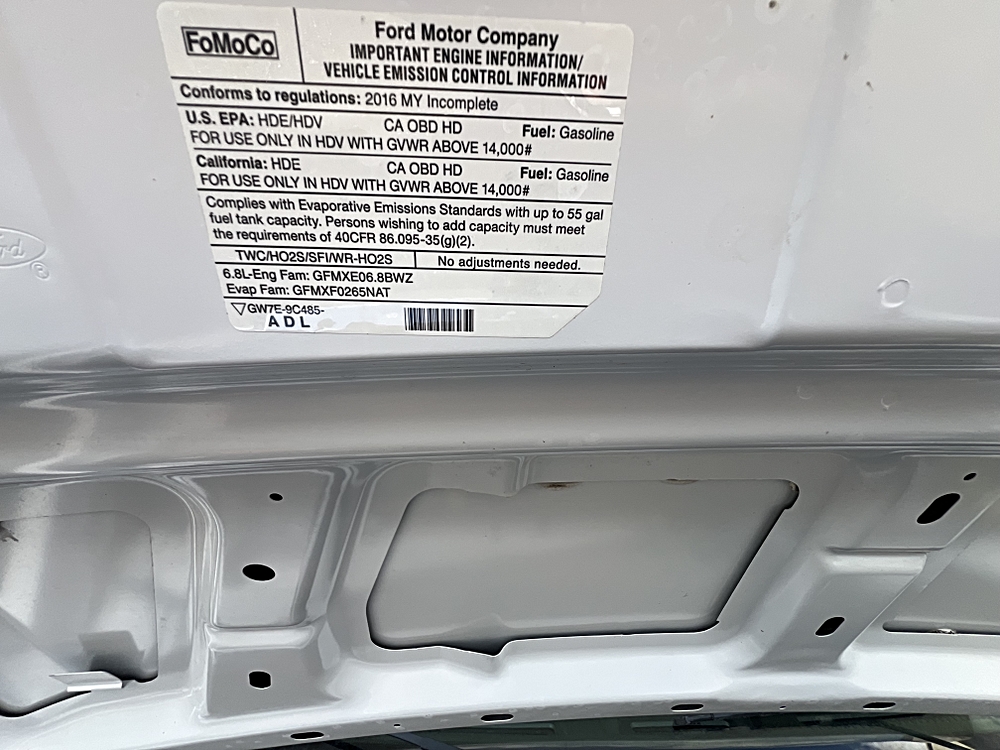 FoMoCo
Ford Motor Company
IMPORTANT ENGINE INFORMATION/
VEHICLE EMISSION CONTROL INFORMATION
Conforms to regulations: 2016 MY Incomplete
U.S. EPA: HDE/HDV CA OBD HD Fuel: Gasoline
FOR USE ONLY IN HDV WITH GVWR ABOVE 14,000#
California: HDE CA OBD HD Fuel: Gasoline
FOR USE ONLY IN HDV WITH GVWR ABOVE 14,000#
Complies with Evaporative Emissions Standards with up to 55 gal
fuel tank capacity. Persons wishing to add capacity must meet
the requirements of 40CFR 86.095-35(g)(2).
TWC/HO2S/SFI/WR-HO2S No adjustments needed.
6.8L-Eng Fam: GFMXE06.8BWZ
Evap Fam: GFMXF0265NAT
GW7E-9C485-
ADL
rd
®